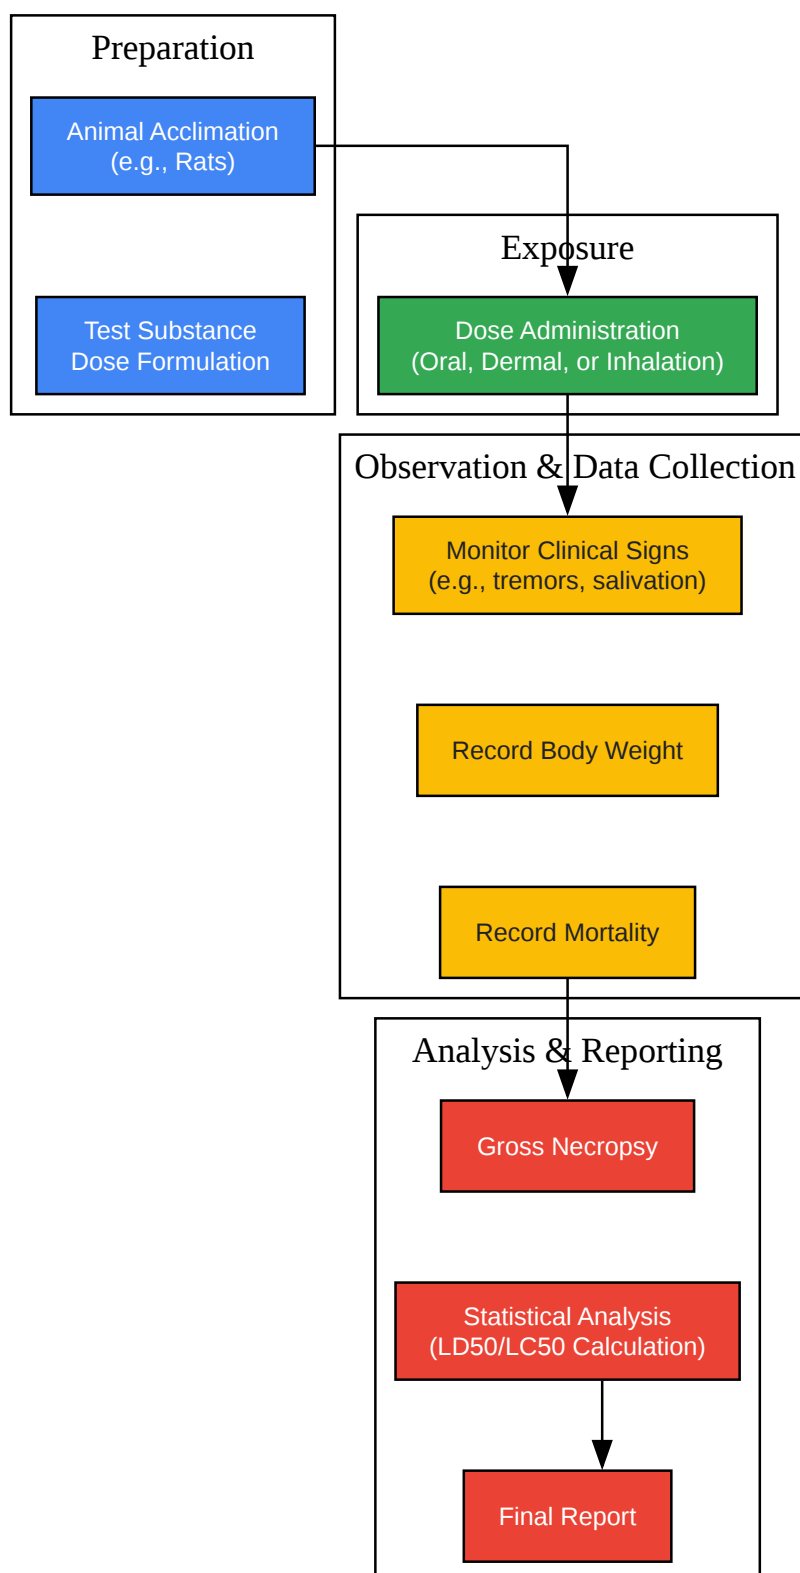 Preparation
Animal Acclimation
(e.g., Rats)
Test Substance
Dose Formulation
Exposure
Dose Administration
(Oral, Dermal, or Inhalation)
Observation & Data Collection
Monitor Clinical Signs
(e.g., tremors, salivation)
Record Body Weight
Record Mortality
Analysis & Reporting
Gross Necropsy
Statistical Analysis
(LD50/LC50 Calculation)
Final Report